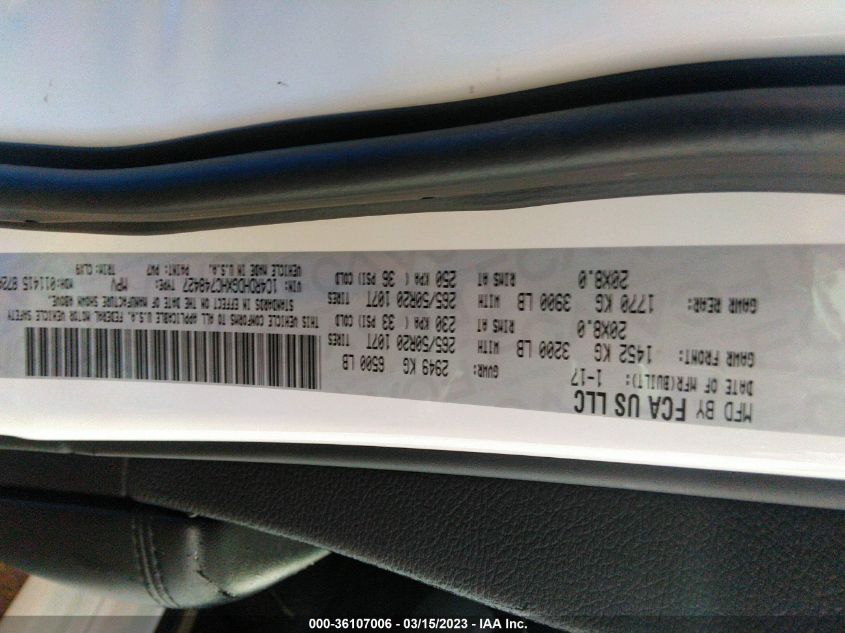 MFD BY FCA US LLC
DATE OF MFR(BUILT): 1-17
GVWR: 2949 KG 6500 LB
GAWR FRONT: 1452 KG 3200 LB WITH 265/50R20 107T TIRES
20X8.0 RIMS AT 230 KPA ( 33 PSI) COLD
GAWR REAR: 1770 KG 3900 LB WITH 265/50R20 107T TIRES
20X8.0 RIMS AT 250 KPA ( 36 PSI) COLD
THIS VEHICLE CONFORMS TO ALL APPLICABLE U.S.A. FEDERAL MOTOR VEHICLE SAFETY
STANDARDS IN EFFECT ON THE DATE OF MANUFACTURE SHOWN ABOVE.
VIN: 1C4RDHDGXHC748427 TYPE: MPV MDH: 011415
VEHICLE MADE IN U.S.A. PAINT: PW7 TRIM: CLX9
000-36107006 - 03/15/2023 - IAA Inc.